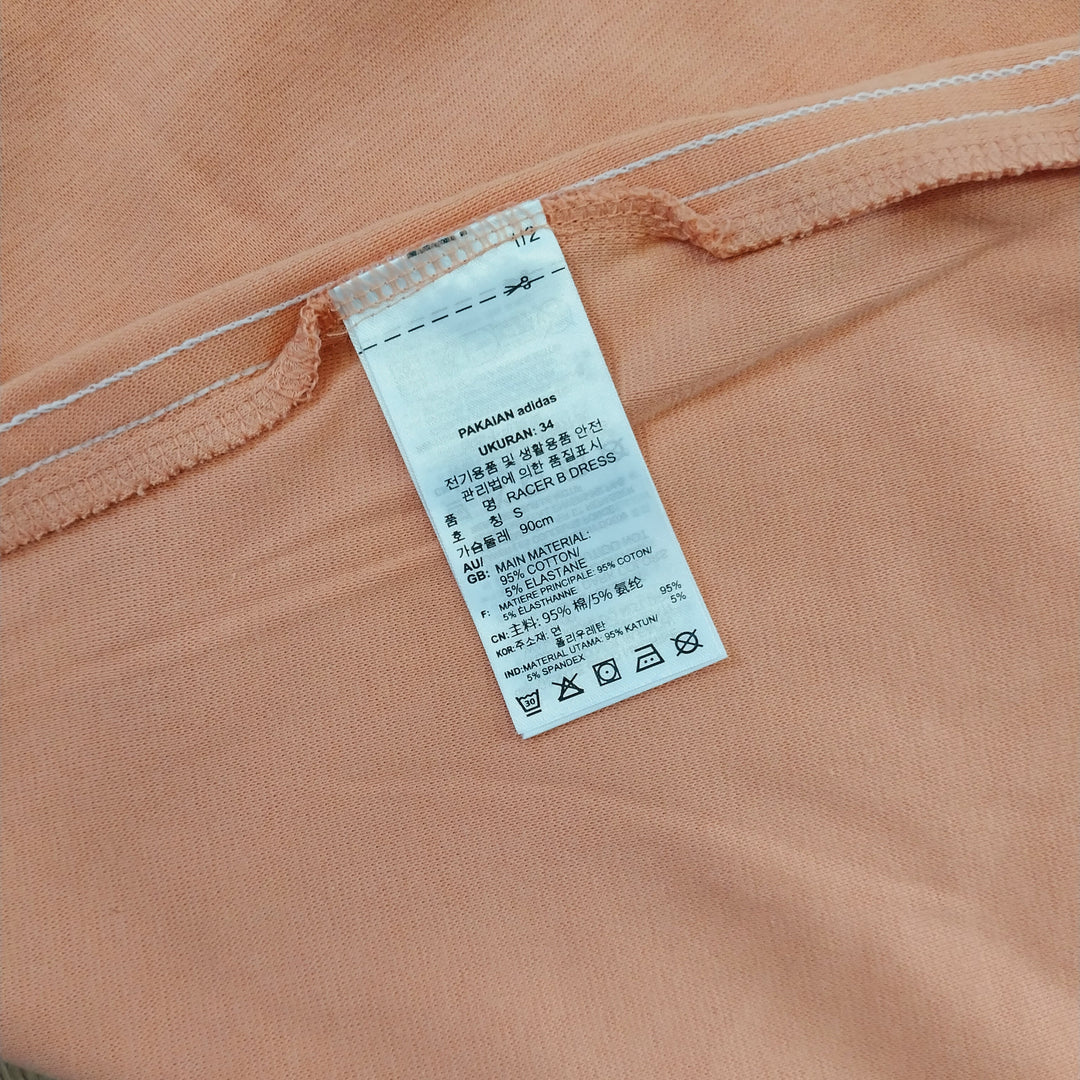 1/2
PAKAIAN adidas
UKURAN: 34
전기용품 및 생활용품 안전
관리법에 의한 품질표시
품 명 RACER B DRESS
호 칭 S
가슴둘레 90cm
AU/
GB: MAIN MATERIAL:
95% COTTON/
5% ELASTANE
F: MATIERE PRINCIPALE: 95% COTON/
5% ÉLASTHANNE
CN: 主料: 95% 棉/5% 氨纶
KOR: 주소재: 면 95%
폴리우레탄 5%
IND: MATERIAL UTAMA: 95% KATUN/
5% SPANDEX
30